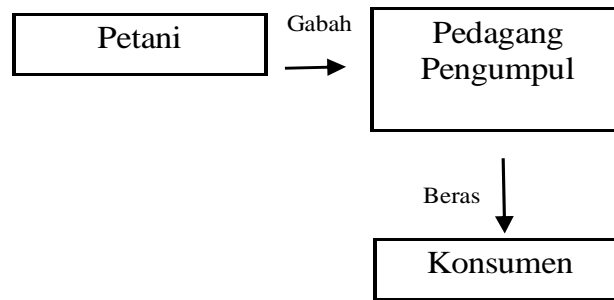 Petani
Gabah
Pedagang
Pengumpul
Beras
Konsumen